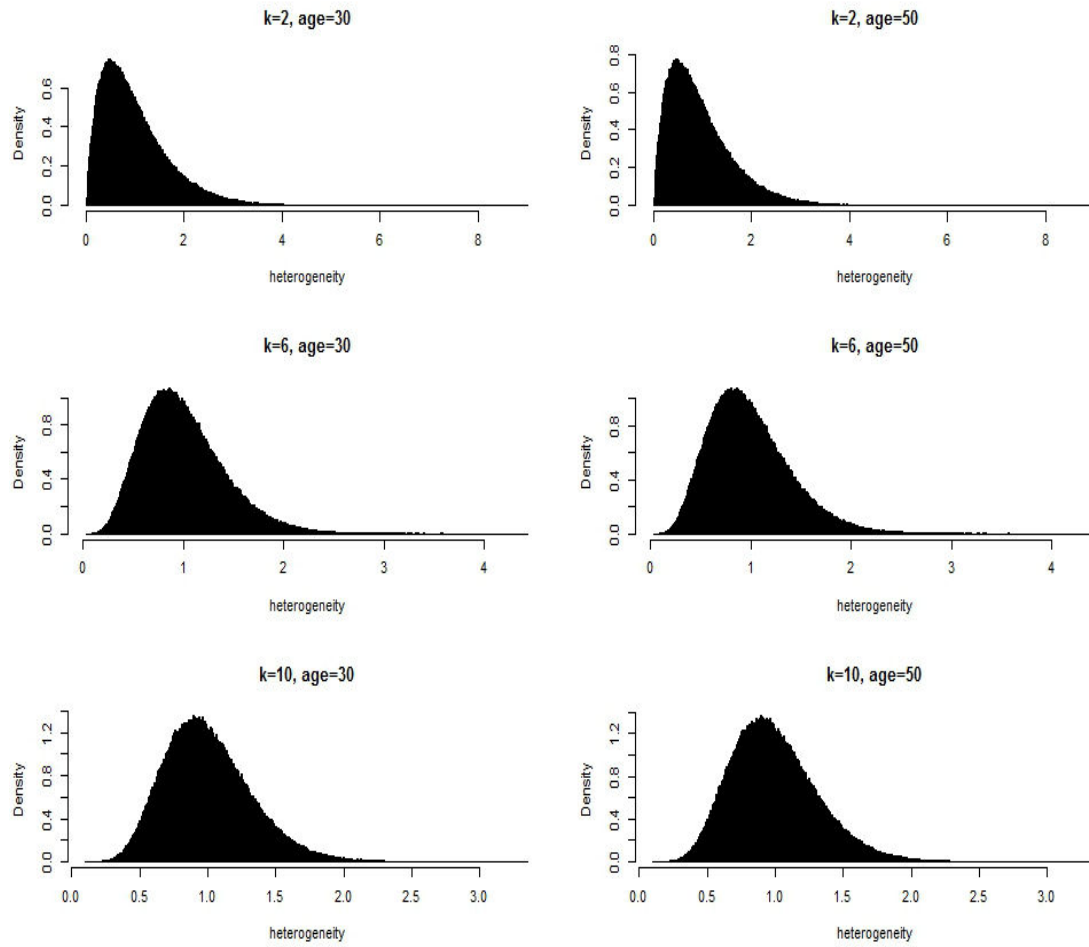 k=2, age=30
Density
0.0 0.2 0.4 0.6
0 2 4 6 8
heterogeneity
k=2, age=50
Density
0.0 0.2 0.4 0.6 0.8
0 2 4 6 8
heterogeneity
k=6, age=30
Density
0.0 0.4 0.8
0 1 2 3 4
heterogeneity
k=6, age=50
Density
0.0 0.4 0.8
0 1 2 3 4
heterogeneity
k=10, age=30
Density
0.0 0.4 0.8 1.2
0.0 0.5 1.0 1.5 2.0 2.5 3.0
heterogeneity
k=10, age=50
Density
0.0 0.4 0.8 1.2
0.0 0.5 1.0 1.5 2.0 2.5 3.0
heterogeneity